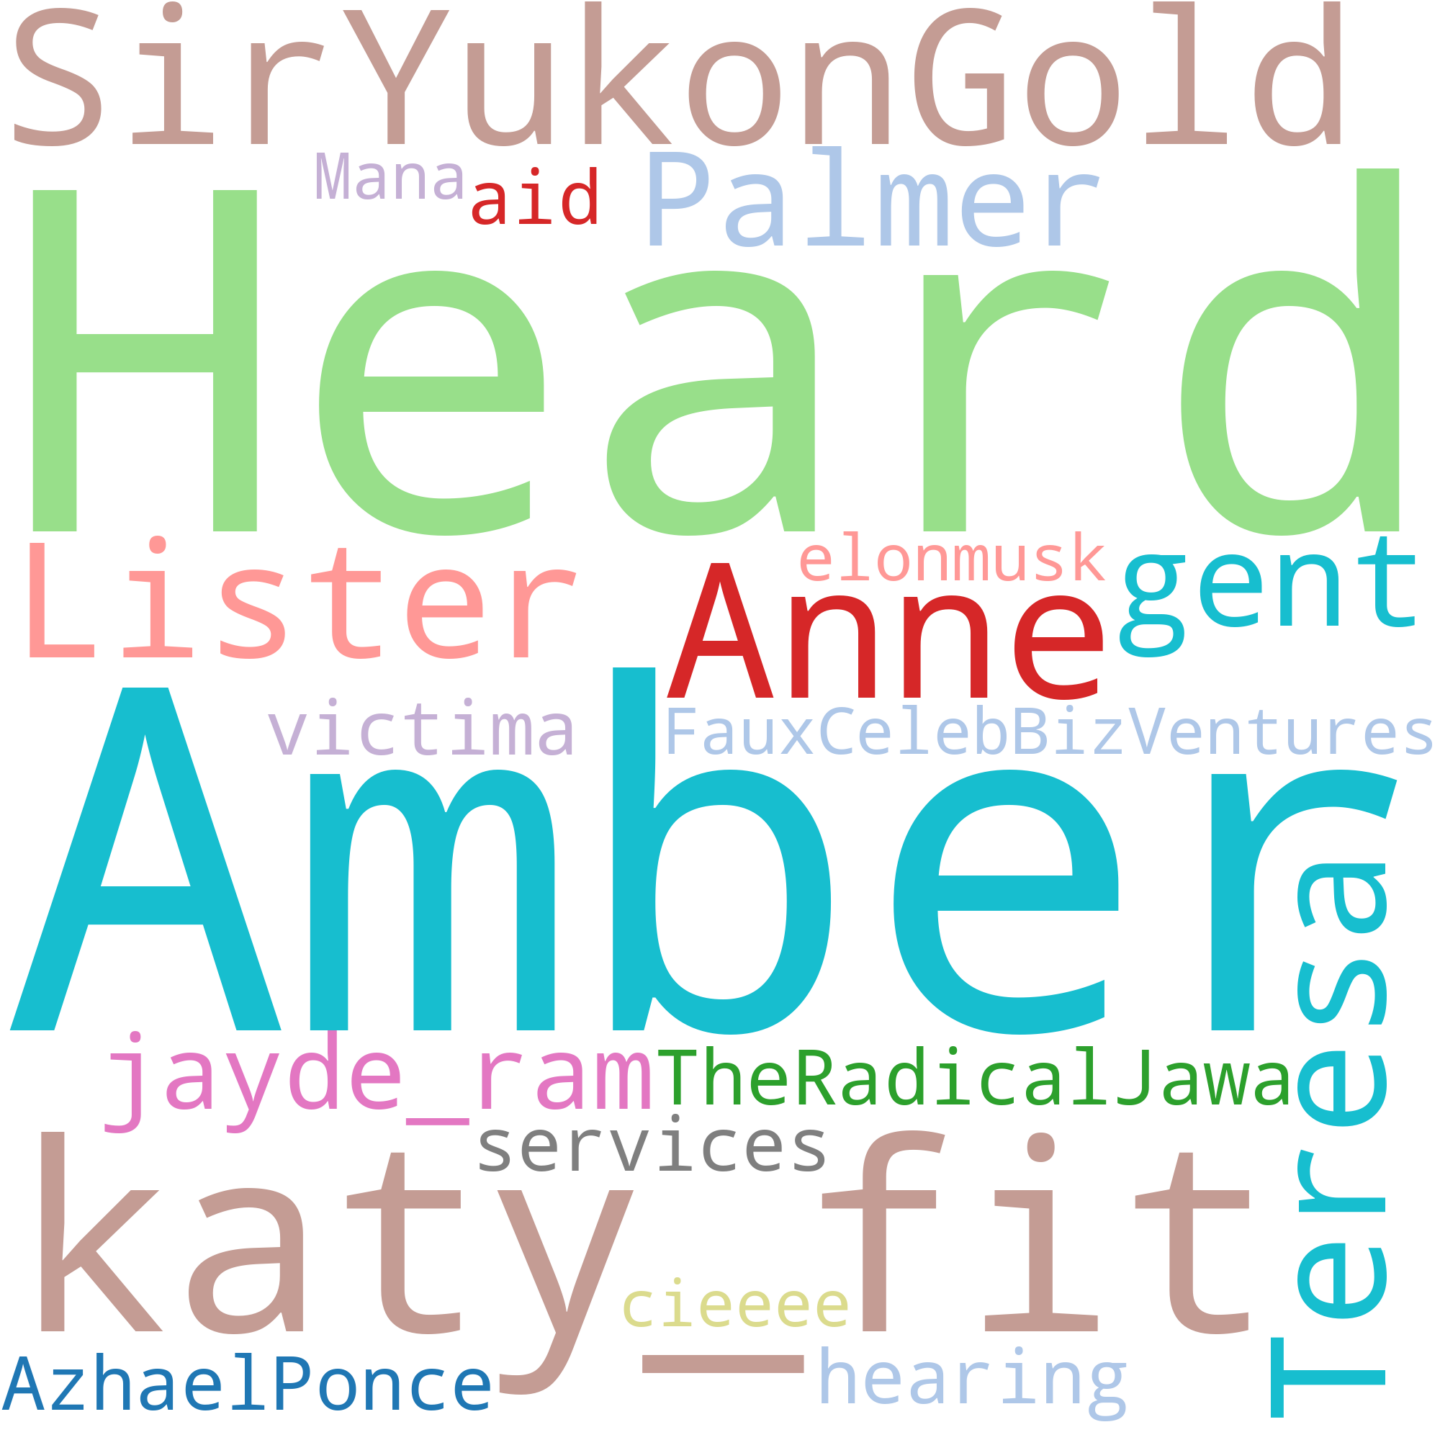 SirYukonGold
Mana
aid
Palmer
Heard
Lister
elonmusk
Anne
gent
victima
FauxCelebBizVentures
Amber
Teresa
jayde_ram
TheRadicalJawa
services
katy_fit
cieeee
AzhaelPonce
hearing